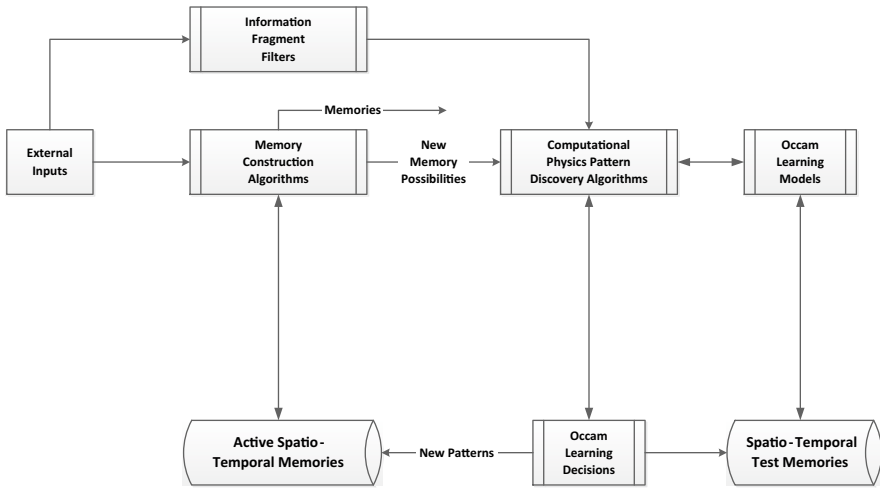 Information
Fragment
Filters
Memories
External
Inputs
Memory
Construction
Algorithms
New
Memory
Possibilities
Computational
Physics Pattern
Discovery Algorithms
Occam
Learning
Models
Active Spatio-
Temporal Memories
New Patterns
Occam
Learning
Decisions
Spatio-Temporal
Test Memories